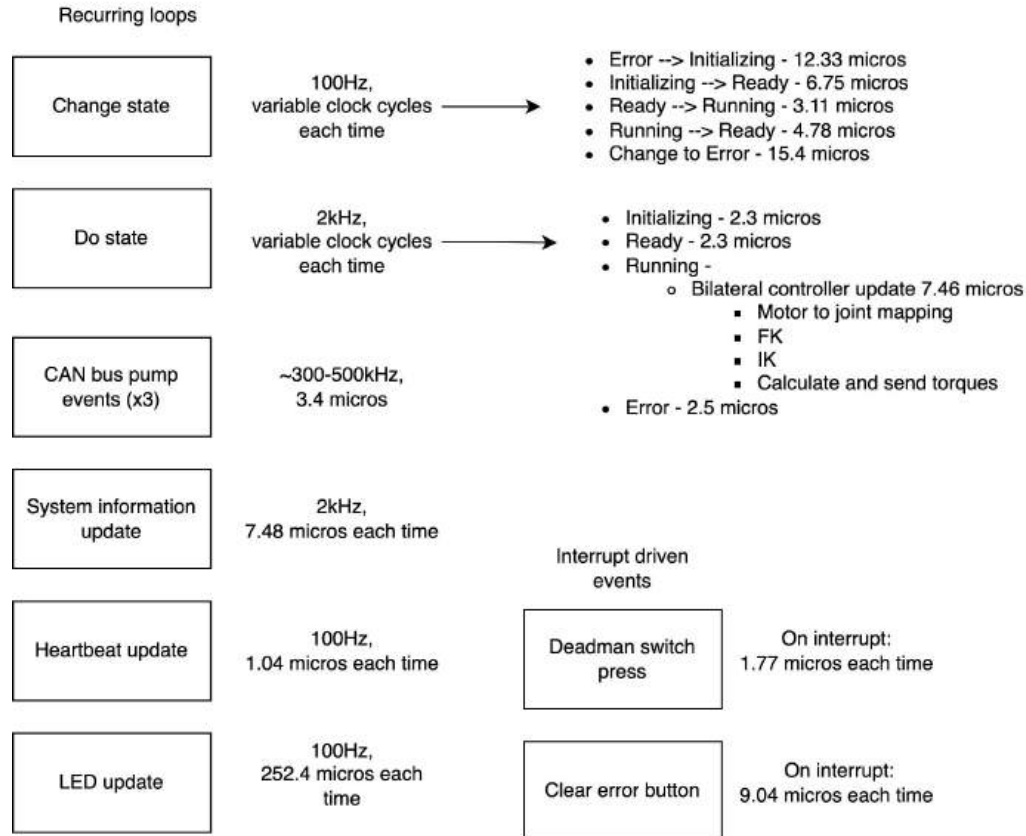 Recurring loops
Change state
100Hz,
variable clock cycles
each time
• Error --> Initializing - 12.33 micros
• Initializing --> Ready - 6.75 micros
• Ready --> Running - 3.11 micros
• Running --> Ready - 4.78 micros
• Change to Error - 15.4 micros
Do state
2kHz,
variable clock cycles
each time
• Initializing - 2.3 micros
• Ready - 2.3 micros
• Running -
o Bilateral controller update 7.46 micros
▪ Motor to joint mapping
▪ FK
▪ IK
▪ Calculate and send torques
• Error - 2.5 micros
CAN bus pump
events (x3)
~300-500kHz,
3.4 micros
System information
update
2kHz,
7.48 micros each time
Interrupt driven
events
Heartbeat update
100Hz,
1.04 micros each time
Deadman switch
press
On interrupt:
1.77 micros each time
LED update
100Hz,
252.4 micros each
time
Clear error button
On interrupt:
9.04 micros each time